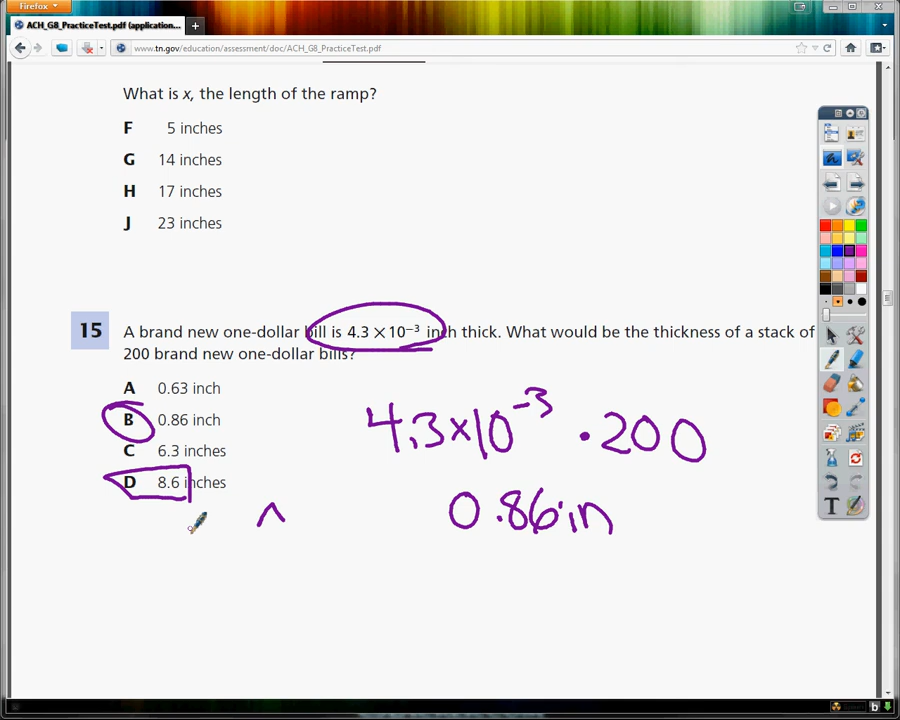 Firefox
ACH_G8_PracticeTest.pdf (application...
www.tn.gov/education/assessment/doc/ACH_G8_PracticeTest.pdf
What is x, the length of the ramp?
F 5 inches
G 14 inches
H 17 inches
J 23 inches
15 A brand new one-dollar bill is 4.3 × 10⁻³ inch thick. What would be the thickness of a stack of
200 brand new one-dollar bills?
A 0.63 inch
B 0.86 inch
C 6.3 inches
D 8.6 inches
4.3×10⁻³ · 200
0.86in
T